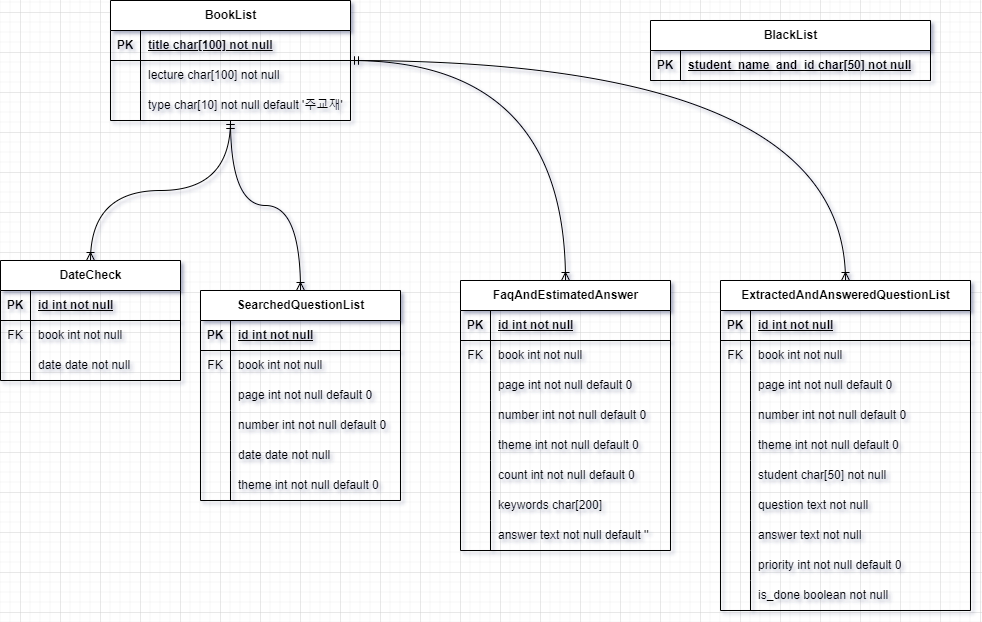 BookList
PK title char[100] not null
lecture char[100] not null
type char[10] not null default '주교재'
BlackList
PK student_name_and_id char[50] not null
DateCheck
PK id int not null
FK book int not null
date date not null
SearchedQuestionList
PK id int not null
FK book int not null
page int not null default 0
number int not null default 0
date date not null
theme int not null default 0
FaqAndEstimatedAnswer
PK id int not null
FK book int not null
page int not null default 0
number int not null default 0
theme int not null default 0
count int not null default 0
keywords char[200]
answer text not null default ''
ExtractedAndAnsweredQuestionList
PK id int not null
FK book int not null
page int not null default 0
number int not null default 0
theme int not null default 0
student char[50] not null
question text not null
answer text not null
priority int not null default 0
is_done boolean not null